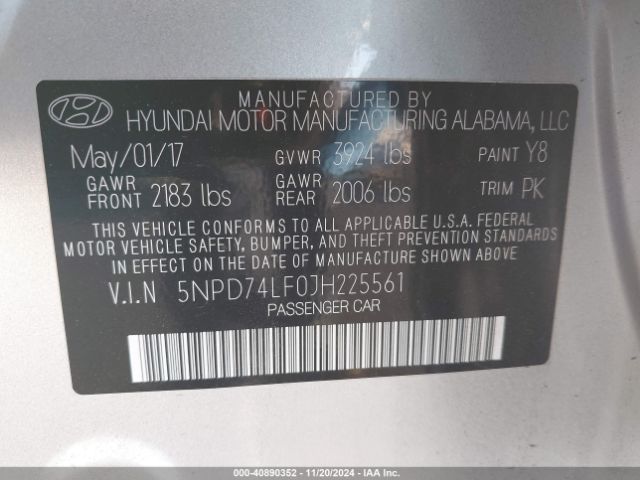 MANUFACTURED BY
HYUNDAI MOTOR MANUFACTURING ALABAMA, LLC
May/01/17 GVWR 3924 lbs PAINT Y8
GAWR FRONT 2183 lbs GAWR REAR 2006 lbs TRIM PK
THIS VEHICLE CONFORMS TO ALL APPLICABLE U.S.A. FEDERAL
MOTOR VEHICLE SAFETY, BUMPER, AND THEFT PREVENTION STANDARDS
IN EFFECT ON THE DATE OF MANUFACTURE SHOWN ABOVE.
V.I.N 5NPD74LF0JH225561
PASSENGER CAR
000-40890352 - 11/20/2024 - IAA Inc.